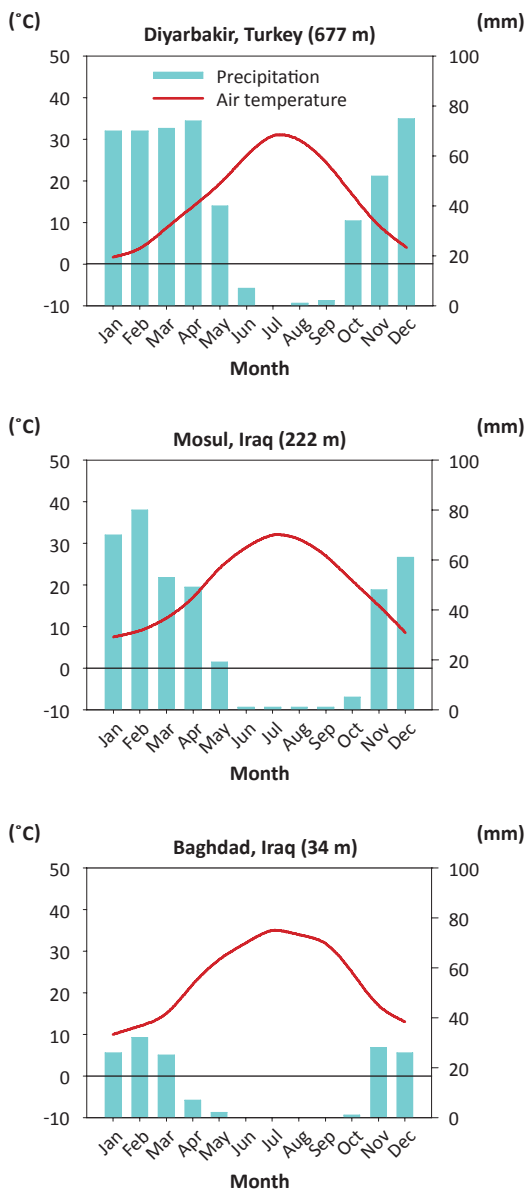 (˚C) (mm)
Diyarbakir, Turkey (677 m)
Precipitation
Air temperature
50 100
40 80
30 60
20 40
10
0 20
-10 0
Jan Feb Mar Apr May Jun Jul Aug Sep Oct Nov Dec
Month
(˚C) (mm)
Mosul, Iraq (222 m)
50 100
40 80
30 60
20 40
10
0 20
-10 0
Jan Feb Mar Apr May Jun Jul Aug Sep Oct Nov Dec
Month
(˚C) (mm)
Baghdad, Iraq (34 m)
50 100
40 80
30 60
20 40
10
0 20
-10 0
Jan Feb Mar Apr May Jun Jul Aug Sep Oct Nov Dec
Month